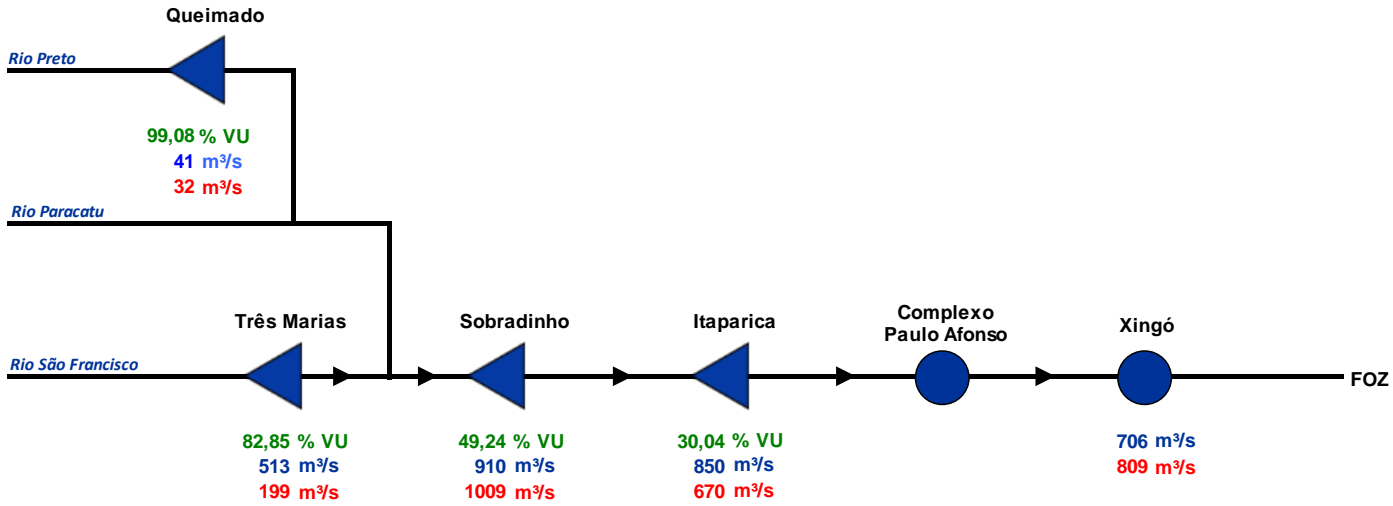 Queimado
Rio Preto
99,08 % VU
41 m³/s
32 m³/s
Rio Paracatu
Três Marias
Sobradinho
Itaparica
Complexo
Paulo Afonso
Xingó
Rio São Francisco
FOZ
82,85 % VU
513 m³/s
199 m³/s
49,24 % VU
910 m³/s
1009 m³/s
30,04 % VU
850 m³/s
670 m³/s
706 m³/s
809 m³/s